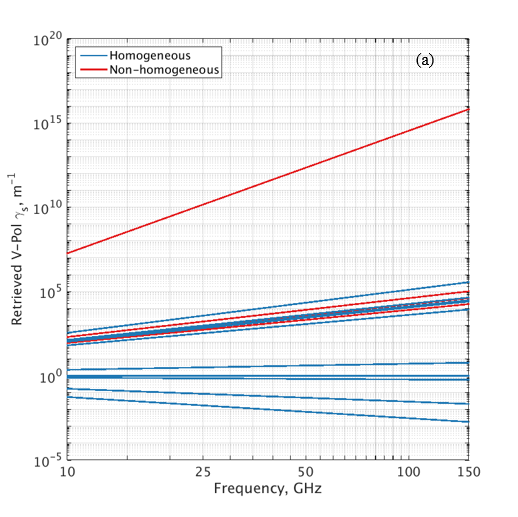 10^20
Homogeneous
Non-homogeneous
(a)
10^15
10^10
10^5
10^0
10^-5
Retrieved V-Pol γ_s, m^-1
10 25 50 100 150
Frequency, GHz